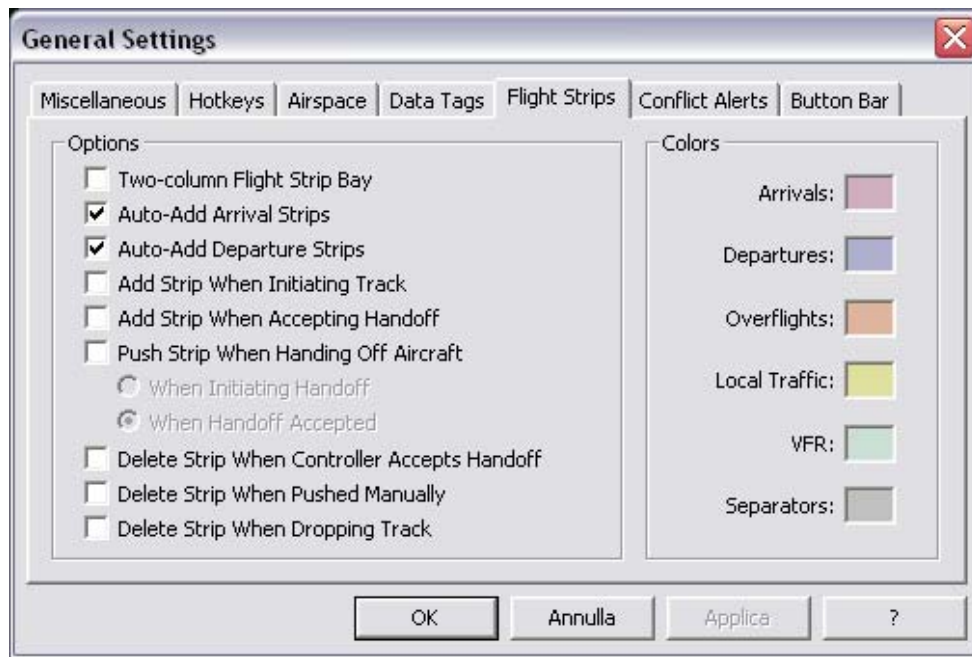 General Settings
Miscellaneous Hotkeys Airspace Data Tags Flight Strips Conflict Alerts Button Bar
Options
Two-column Flight Strip Bay
Auto-Add Arrival Strips
Auto-Add Departure Strips
Add Strip When Initiating Track
Add Strip When Accepting Handoff
Push Strip When Handing Off Aircraft
When Initiating Handoff
When Handoff Accepted
Delete Strip When Controller Accepts Handoff
Delete Strip When Pushed Manually
Delete Strip When Dropping Track
Colors
Arrivals:
Departures:
Overflights:
Local Traffic:
VFR:
Separators:
OK Annulla Applica ?